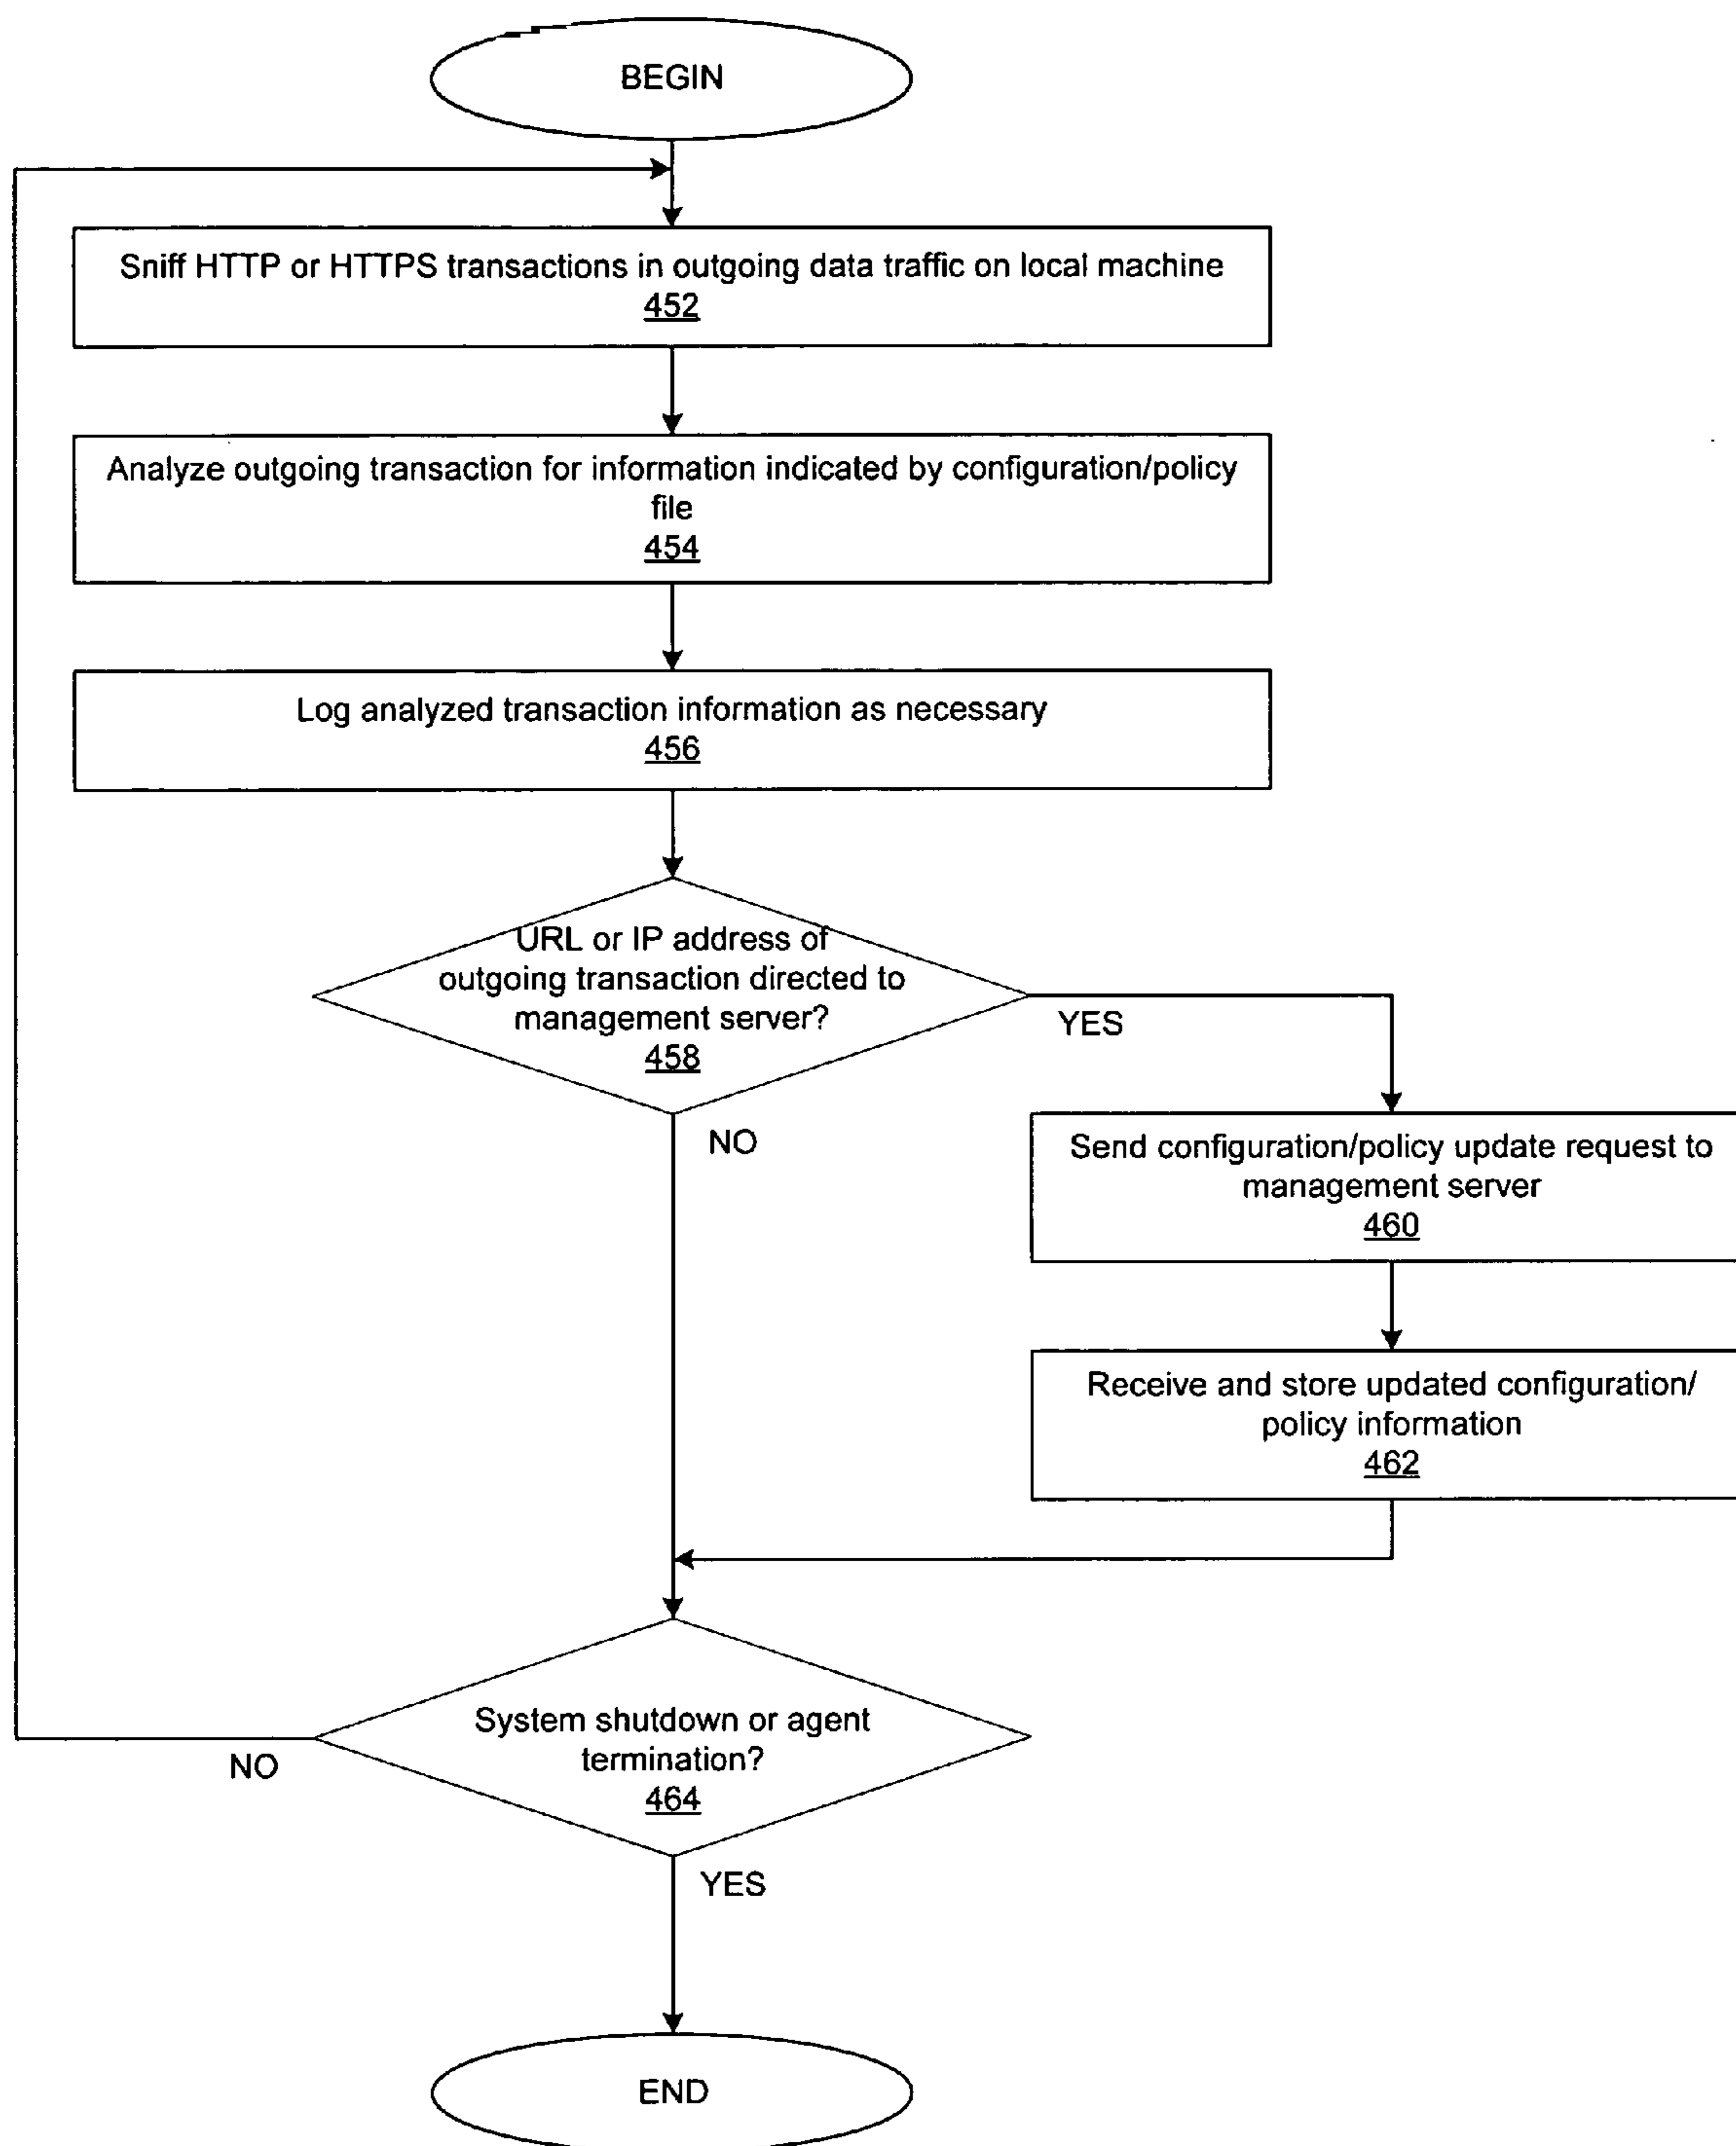 BEGIN
Sniff HTTP or HTTPS transactions in outgoing data traffic on local machine
452
Analyze outgoing transaction for information indicated by configuration/policy
file
454
Log analyzed transaction information as necessary
456
URL or IP address of
outgoing transaction directed to
management server?
458
YES
NO
Send configuration/policy update request to
management server
460
Receive and store updated configuration/
policy information
462
System shutdown or agent
termination?
464
NO
YES
END